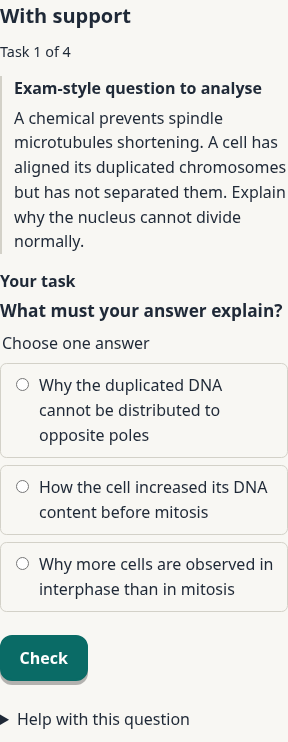 With support
Task 1 of 4
Exam-style question to analyse
A chemical prevents spindle
microtubules shortening. A cell has
aligned its duplicated chromosomes
but has not separated them. Explain
why the nucleus cannot divide
normally.
Your task
What must your answer explain?
Choose one answer
Why the duplicated DNA
cannot be distributed to
opposite poles
How the cell increased its DNA
content before mitosis
Why more cells are observed in
interphase than in mitosis
Check
Help with this question